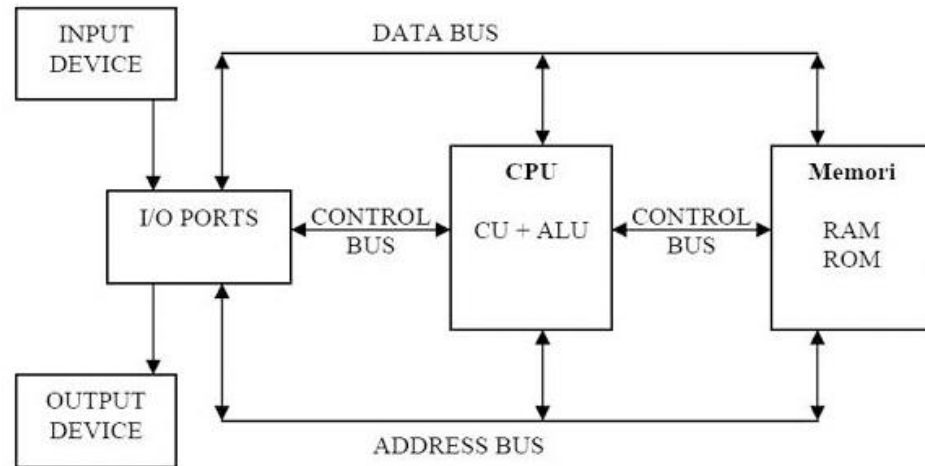 INPUT
DEVICE
DATA BUS
I/O PORTS
CONTROL
BUS
CPU
CU + ALU
CONTROL
BUS
Memori
RAM
ROM
OUTPUT
DEVICE
ADDRESS BUS